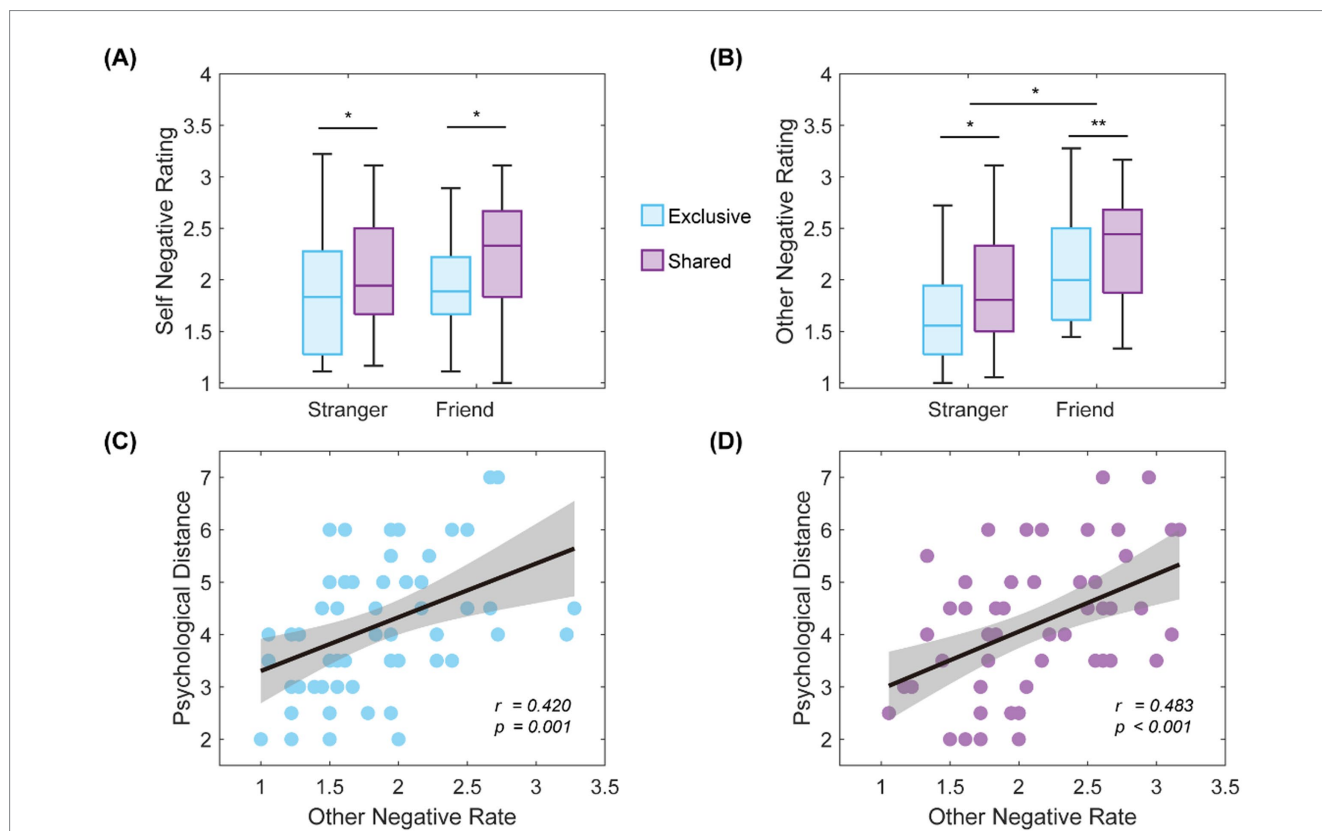 (A)
4
3.5
3
2.5
2
1.5
1
Self Negative Rating
*
*
Stranger
Friend
Exclusive
Shared
(B)
4
3.5
3
2.5
2
1.5
1
Other Negative Rating
*
*
**
Stranger
Friend
(C)
7
6
5
4
3
2
Psychological Distance
r = 0.420
p = 0.001
1 1.5 2 2.5 3 3.5
Other Negative Rate
(D)
7
6
5
4
3
2
Psychological Distance
r = 0.483
p < 0.001
1 1.5 2 2.5 3 3.5
Other Negative Rate